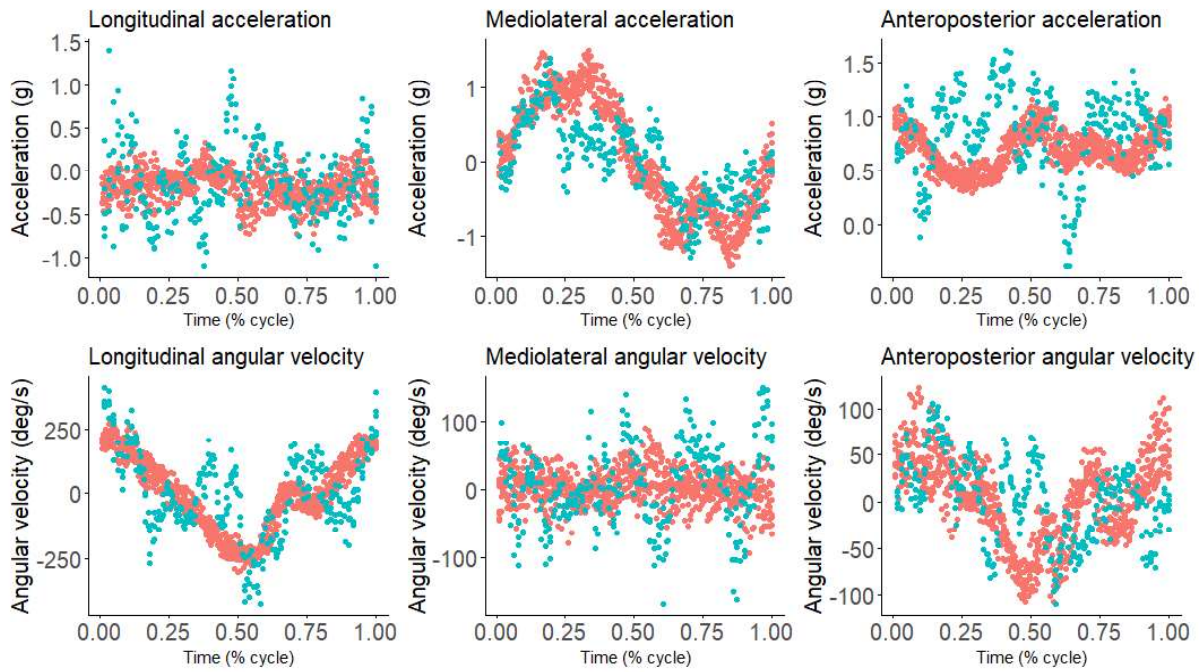 Longitudinal acceleration
Acceleration (g)
1.5
1.0
0.5
0.0
-0.5
-1.0
0.00 0.25 0.50 0.75 1.00
Time (% cycle)
Mediolateral acceleration
Acceleration (g)
1
0
-1
0.00 0.25 0.50 0.75 1.00
Time (% cycle)
Anteroposterior acceleration
Acceleration (g)
1.5
1.0
0.5
0.0
0.00 0.25 0.50 0.75 1.00
Time (% cycle)
Longitudinal angular velocity
Angular velocity (deg/s)
250
0
-250
0.00 0.25 0.50 0.75 1.00
Time (% cycle)
Mediolateral angular velocity
Angular velocity (deg/s)
100
0
-100
0.00 0.25 0.50 0.75 1.00
Time (% cycle)
Anteroposterior angular velocity
Angular velocity (deg/s)
100
50
0
-50
-100
0.00 0.25 0.50 0.75 1.00
Time (% cycle)